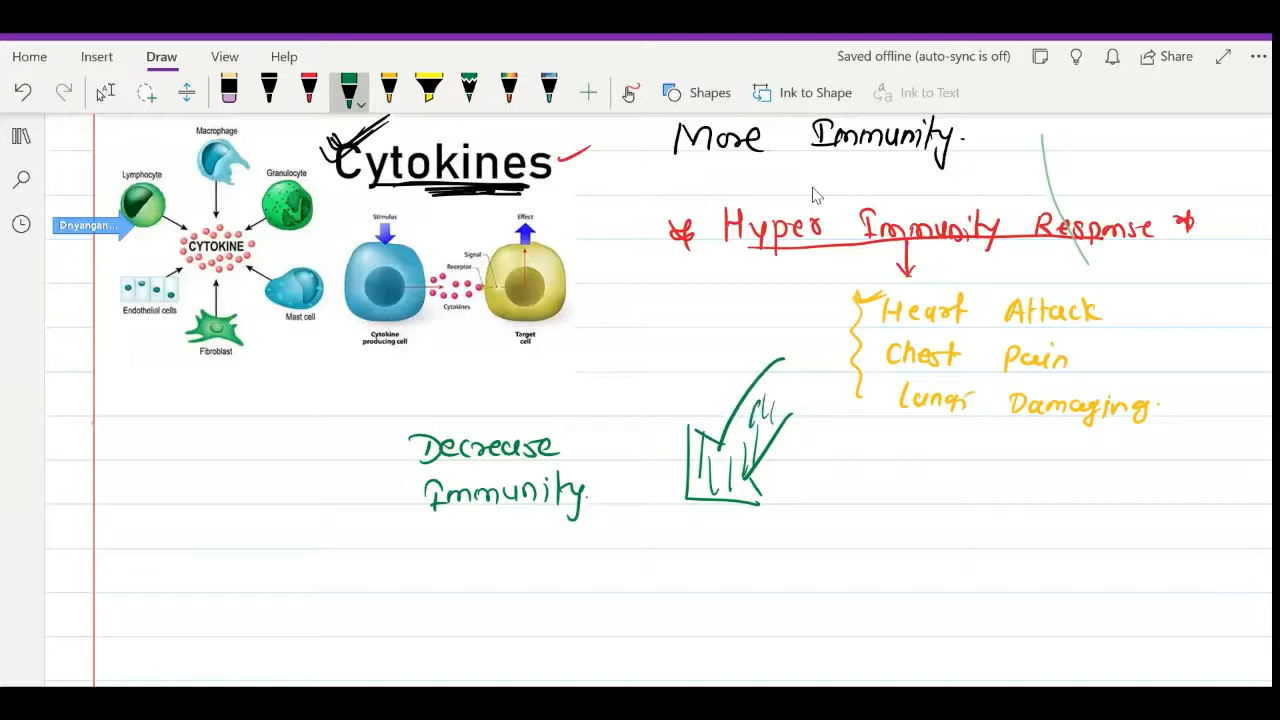 Home Insert Draw View Help
Saved offline (auto-sync is off)
Share
Shapes
Ink to Shape
Ink to Text
Macrophage
Lymphocyte
Granulocyte
Dnyangan...
CYTOKINE
Endothelial cells
Mast cell
Fibroblast
Cytokines
Stimulus
Effect
Signal
Receptor
Cytokines
Cytokine
producing cell
Target
cell
More Immunity.
* Hyper Immunity Response *
Heart Attack
Chest Pain
Lungs Damaging.
Decrease
Immunity.